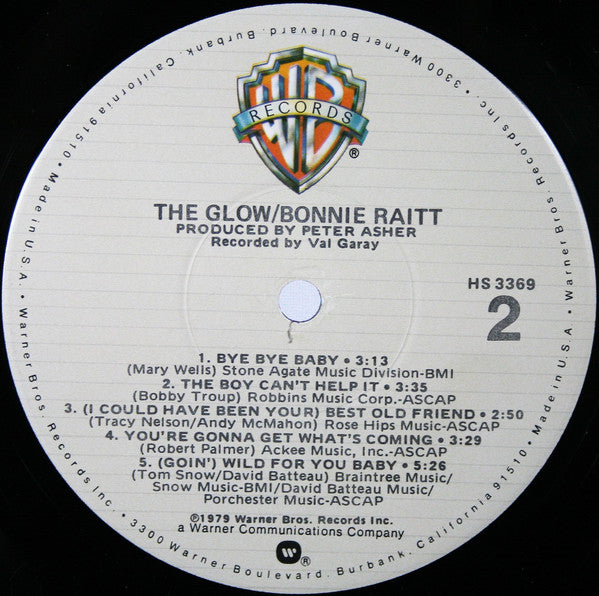 WB
RECORDS
®
THE GLOW/BONNIE RAITT
PRODUCED BY PETER ASHER
Recorded by Val Garay
HS 3369
2
1. BYE BYE BABY • 3:13
(Mary Wells) Stone Agate Music Division-BMI
2. THE BOY CAN'T HELP IT • 3:35
(Bobby Troup) Robbins Music Corp.-ASCAP
3. (I COULD HAVE BEEN YOUR) BEST OLD FRIEND • 2:50
(Tracy Nelson/Andy McMahon) Rose Hips Music-ASCAP
4. YOU'RE GONNA GET WHAT'S COMING • 3:29
(Robert Palmer) Ackee Music, Inc.-ASCAP
5. (GOIN') WILD FOR YOU BABY • 5:26
(Tom Snow/David Batteau) Braintree Music/
Snow Music-BMI/David Batteau Music/
Porchester Music-ASCAP
℗1979 Warner Bros. Records Inc.
a Warner Communications Company
®
Warner Bros. Records Inc. • 3300 Warner Boulevard, Burbank, California 91510 • Made in U.S.A. • Warner Bros. Records Inc. • 3300 Warner Boulevard, Burbank, California 91510 • Made in U.S.A. •